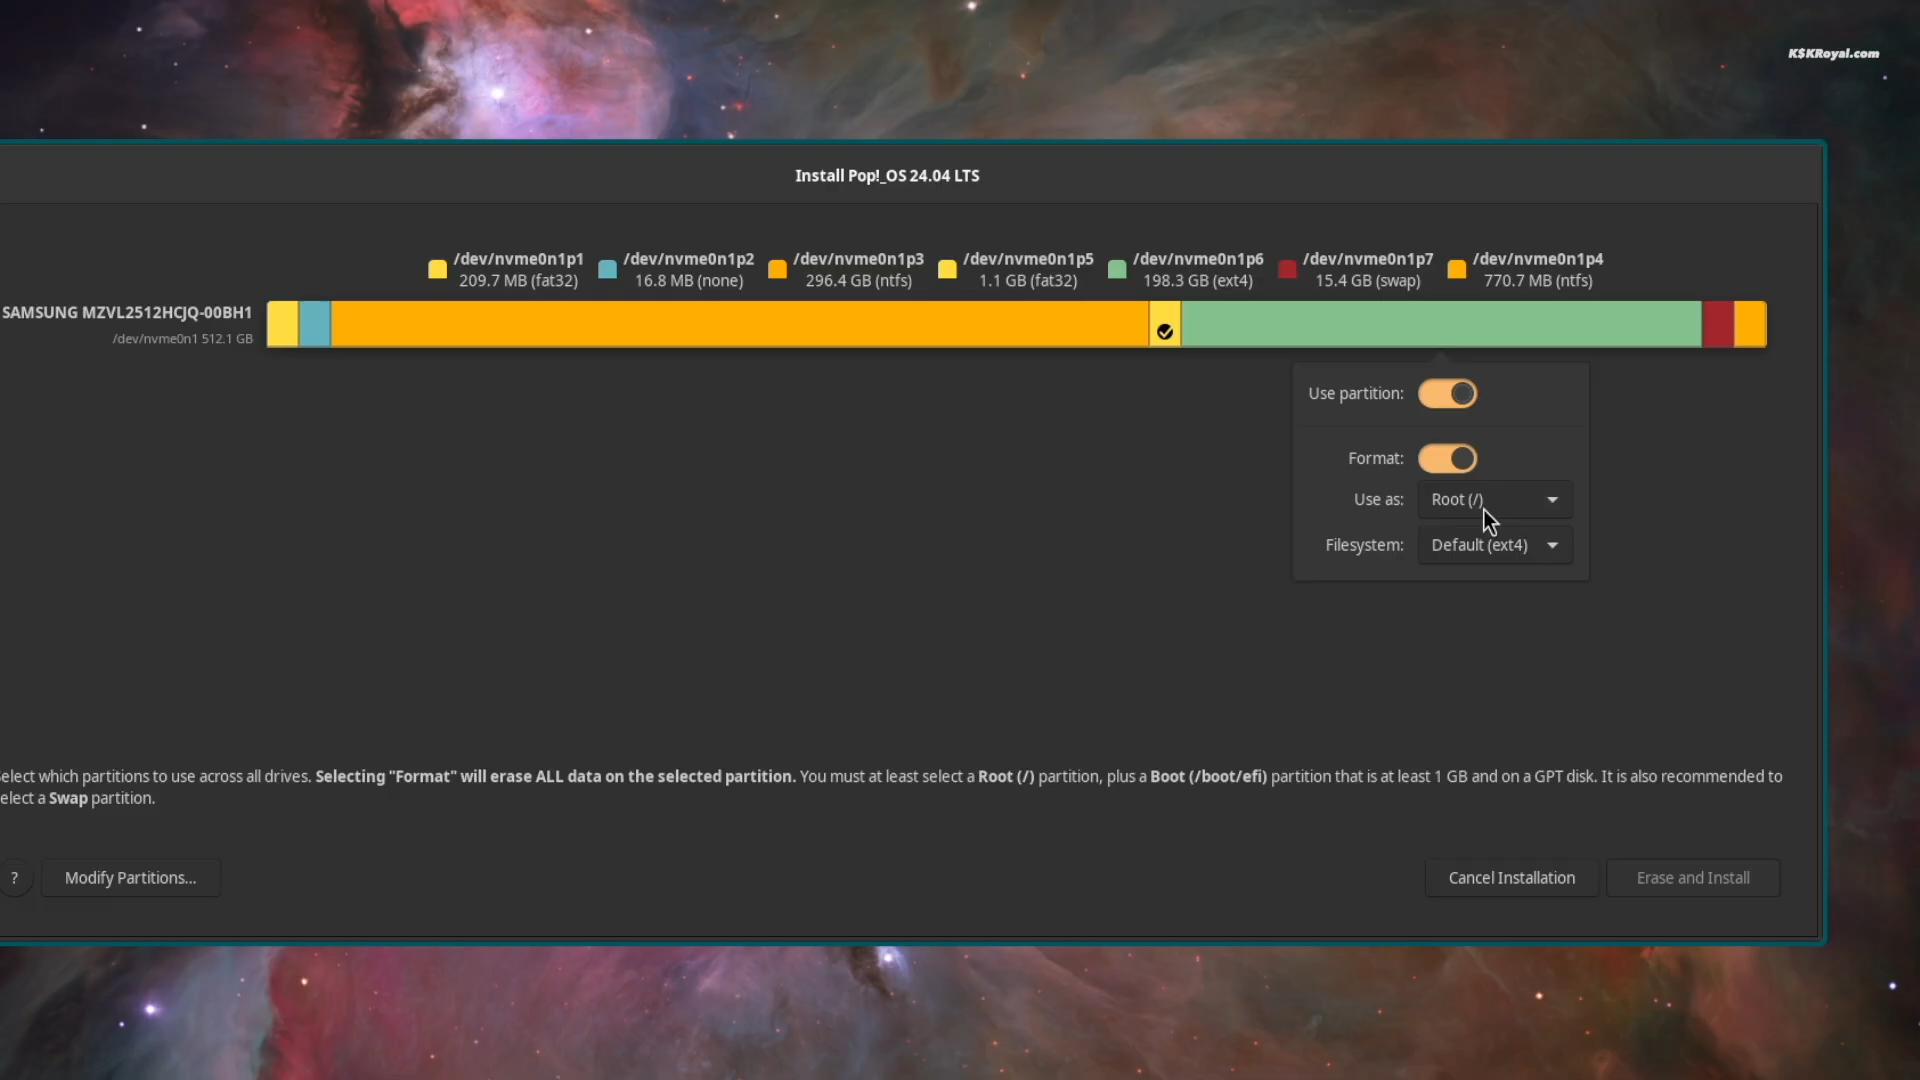 K$KRoyal.com
Install Pop!_OS 24.04 LTS
/dev/nvme0n1p1 /dev/nvme0n1p2 /dev/nvme0n1p3 /dev/nvme0n1p5 /dev/nvme0n1p6 /dev/nvme0n1p7 /dev/nvme0n1p4
209.7 MB (fat32) 16.8 MB (none) 296.4 GB (ntfs) 1.1 GB (fat32) 198.3 GB (ext4) 15.4 GB (swap) 770.7 MB (ntfs)
SAMSUNG MZVL2512HCJQ-00BH1
/dev/nvme0n1 512.1 GB
Use partition:
Format:
Use as: Root (/)
Filesystem: Default (ext4)
elect which partitions to use across all drives. Selecting "Format" will erase ALL data on the selected partition. You must at least select a Root (/) partition, plus a Boot (/boot/efi) partition that is at least 1 GB and on a GPT disk. It is also recommended to
elect a Swap partition.
? Modify Partitions... Cancel Installation Erase and Install